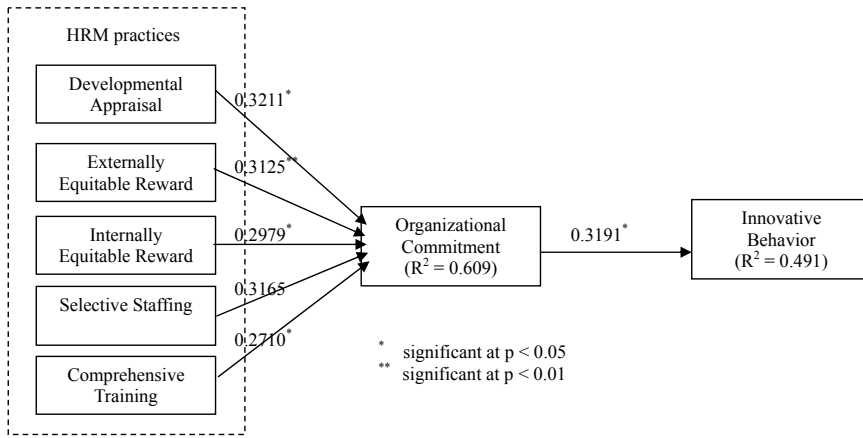 HRM practices
Developmental
Appraisal
0.3211*
Externally
Equitable Reward
0.3125**
Internally
Equitable Reward
0.2979*
Selective Staffing
0.3165
Comprehensive
Training
0.2710*
Organizational
Commitment
(R² = 0.609)
0.3191*
Innovative
Behavior
(R² = 0.491)
* significant at p < 0.05
** significant at p < 0.01